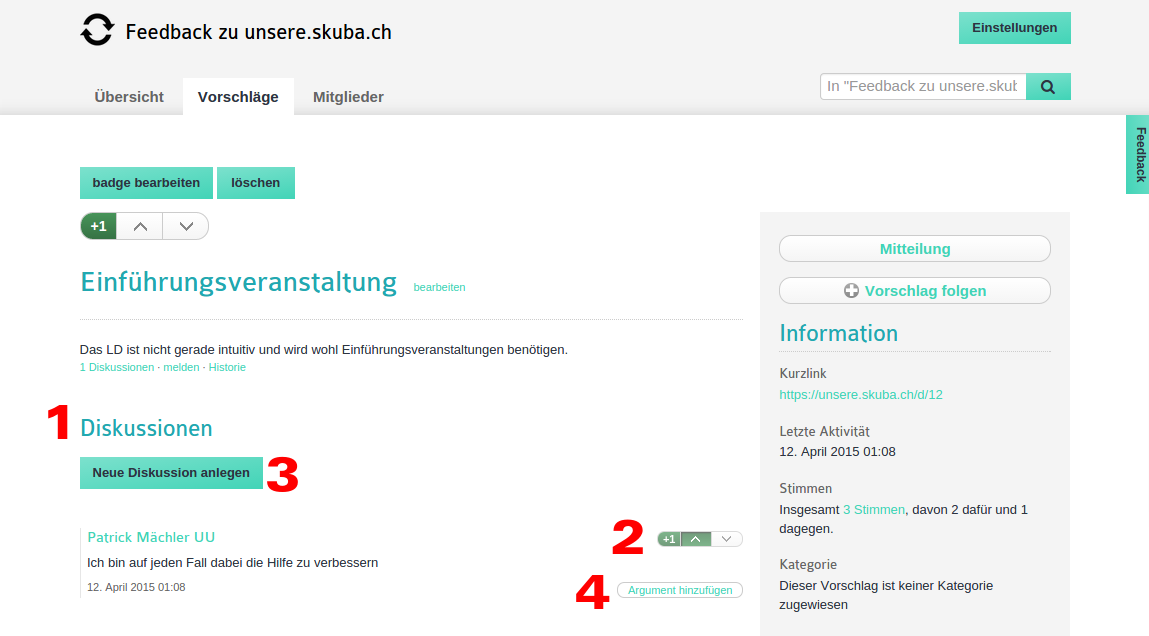 Feedback zu unsere.skuba.ch
Einstellungen
Übersicht
Vorschläge
Mitglieder
In "Feedback zu unsere.skub
Feedback
badge bearbeiten
löschen
+1
Einführungsveranstaltung bearbeiten
Das LD ist nicht gerade intuitiv und wird wohl Einführungsveranstaltungen benötigen.
1 Diskussionen · melden · Historie
1 Diskussionen
Neue Diskussion anlegen 3
Patrick Mächler UU
2 +1
Ich bin auf jeden Fall dabei die Hilfe zu verbessern
12. April 2015 01:08
4 Argument hinzufügen
Mitteilung
Vorschlag folgen
Information
Kurzlink
https://unsere.skuba.ch/d/12
Letzte Aktivität
12. April 2015 01:08
Stimmen
Insgesamt 3 Stimmen, davon 2 dafür und 1
dagegen.
Kategorie
Dieser Vorschlag ist keiner Kategorie
zugewiesen